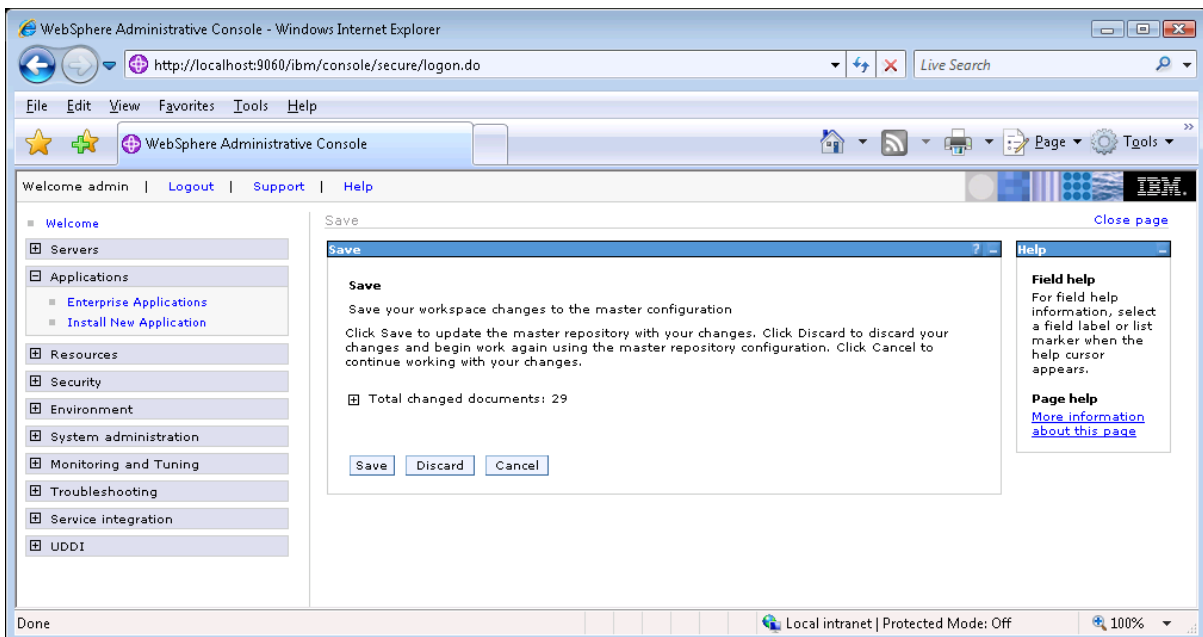 WebSphere Administrative Console - Windows Internet Explorer
http://localhost:9060/ibm/console/secure/logon.do
Live Search
File Edit View Favorites Tools Help
WebSphere Administrative Console
Page Tools
Welcome admin | Logout | Support | Help
IBM.
Welcome
Servers
Applications
Enterprise Applications
Install New Application
Resources
Security
Environment
System administration
Monitoring and Tuning
Troubleshooting
Service integration
UDDI
Save
Close page
Save
Save
Save your workspace changes to the master configuration
Click Save to update the master repository with your changes. Click Discard to discard your
changes and begin work again using the master repository configuration. Click Cancel to
continue working with your changes.
Total changed documents: 29
Save Discard Cancel
Help
Field help
For field help
information, select
a field label or list
marker when the
help cursor
appears.
Page help
More information
about this page
Done
Local intranet | Protected Mode: Off
100%